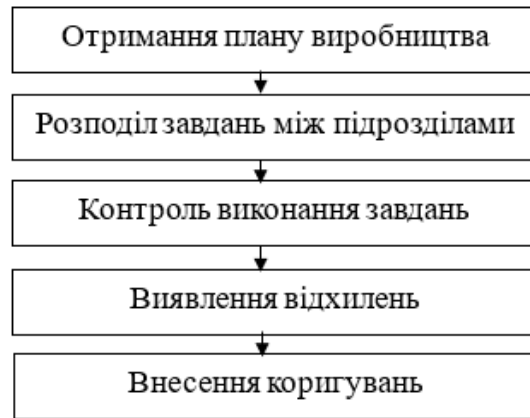 Отримання плану виробництва
Розподіл завдань між підрозділами
Контроль виконання завдань
Виявлення відхилень
Внесення коригувань